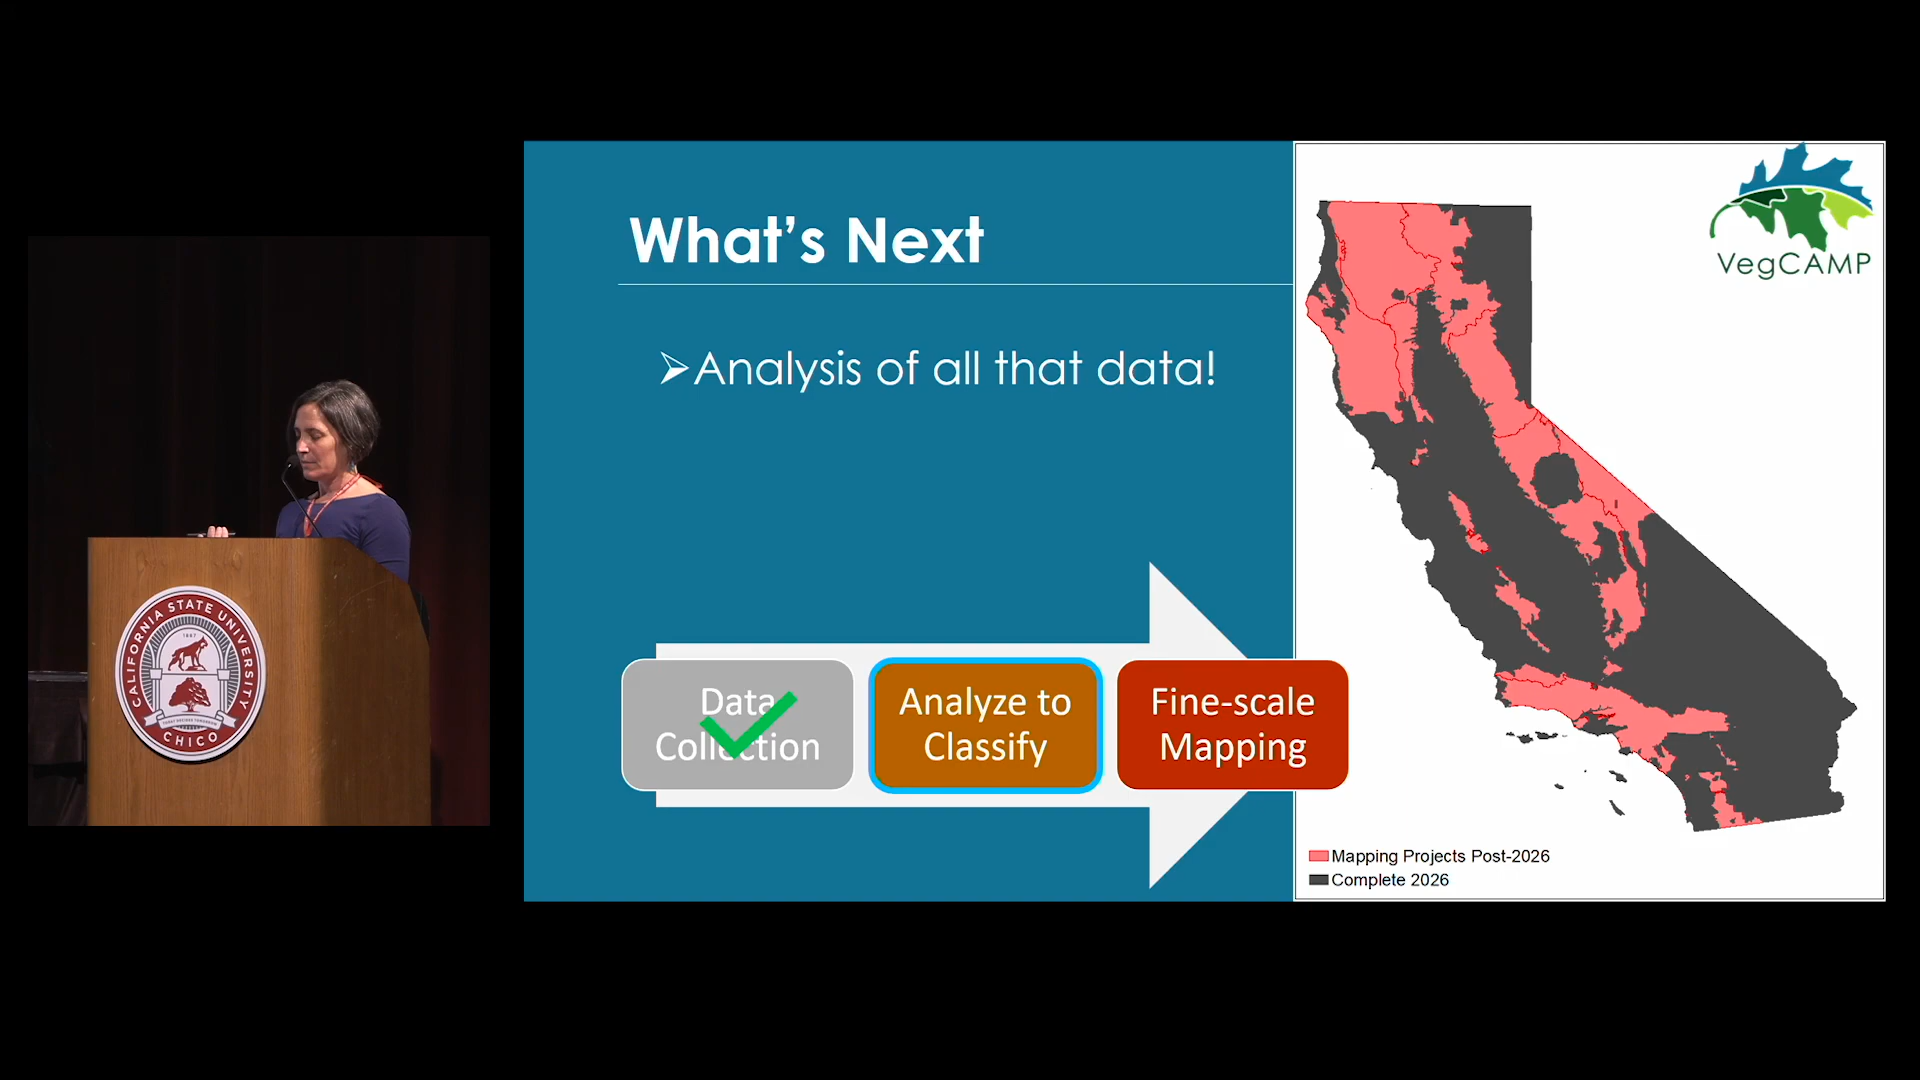 What's Next
➢Analysis of all that data!
Data
Collection
Analyze to
Classify
Fine-scale
Mapping
VegCAMP
Mapping Projects Post-2026
Complete 2026
CALIFORNIA STATE UNIVERSITY
1887
CHICO